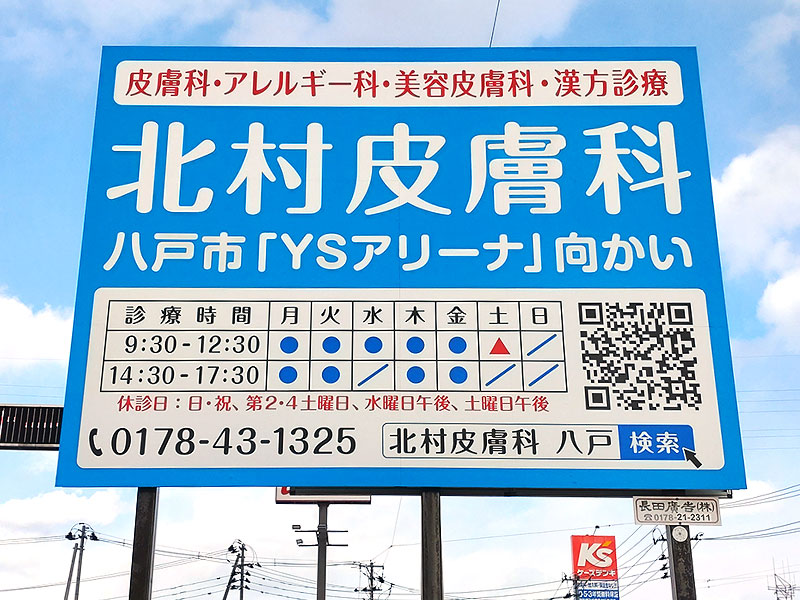 皮膚科・アレルギー科・美容皮膚科・漢方診療
北村皮膚科
八戸市「YSアリーナ」向かい
診療時間 月 火 水 木 金 土 日
9:30-12:30 ● ● ● ● ● ▲ ／
14:30-17:30 ● ● ／ ● ● ／ ／
休診日：日・祝、第2・4土曜日、水曜日午後、土曜日午後
0178-43-1325
北村皮膚科 八戸 検索
長田廣告(株)
☎0178-21-2311
K's
ケーズデンキ